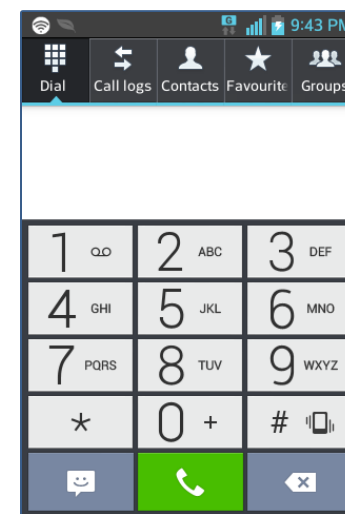 G 9:43 PM
Dial Call logs Contacts Favourite Groups
1 2 ABC 3 DEF
4 GHI 5 JKL 6 MNO
7 PQRS 8 TUV 9 WXYZ
* 0 + #